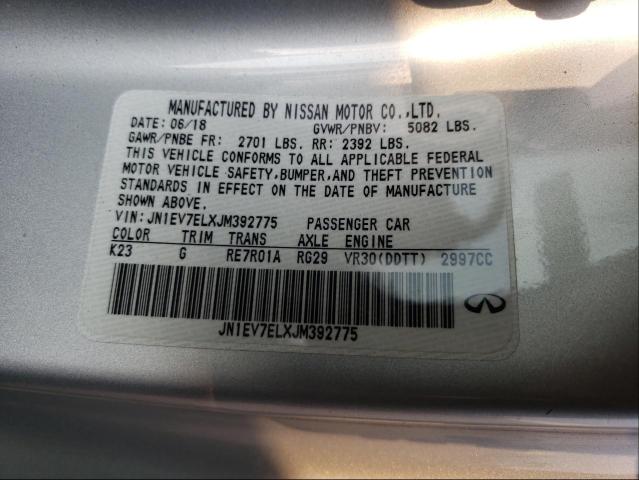 MANUFACTURED BY NISSAN MOTOR CO.,LTD.
DATE: 06/18 GVWR/PNBV: 5082 LBS.
GAWR/PNBE FR: 2701 LBS. RR: 2392 LBS.
THIS VEHICLE CONFORMS TO ALL APPLICABLE FEDERAL
MOTOR VEHICLE SAFETY,BUMPER,AND THEFT PREVENTION
STANDARDS IN EFFECT ON THE DATE OF MANUFACTURE
SHOWN ABOVE.
VIN:JN1EV7ELXJM392775 PASSENGER CAR
COLOR TRIM TRANS AXLE ENGINE
K23 G RE7R01A RG29 VR30(DDTT) 2997CC
JN1EV7ELXJM392775